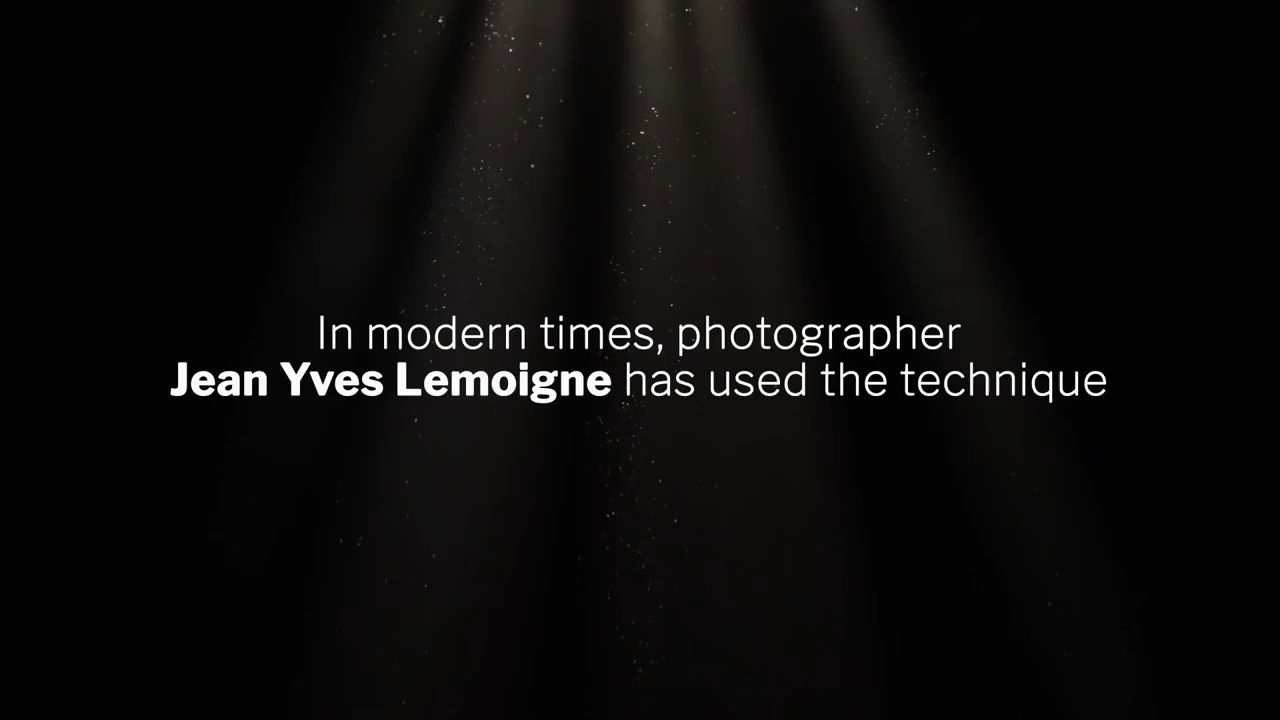 In modern times, photographer
Jean Yves Lemoigne has used the technique